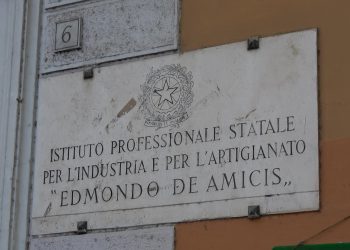 6
ISTITUTO PROFESSIONALE STATALE
PER L'INDUSTRIA E PER L'ARTIGIANATO
"EDMONDO DE AMICIS„